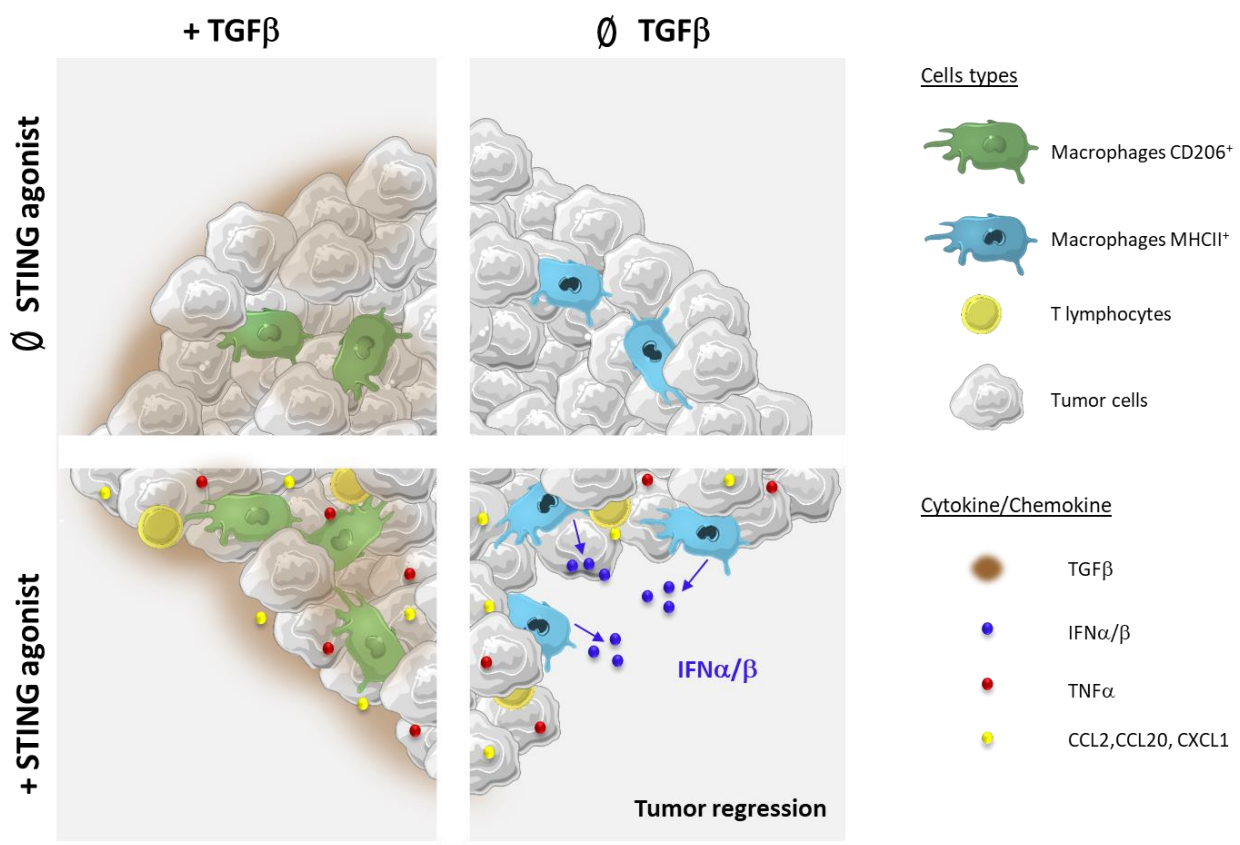 + TGFβ
Ø TGFβ
Ø STING agonist
+ STING agonist
IFNα/β
Tumor regression
Cells types
Macrophages CD206⁺
Macrophages MHCII⁺
T lymphocytes
Tumor cells
Cytokine/Chemokine
TGFβ
IFNα/β
TNFα
CCL2,CCL20, CXCL1